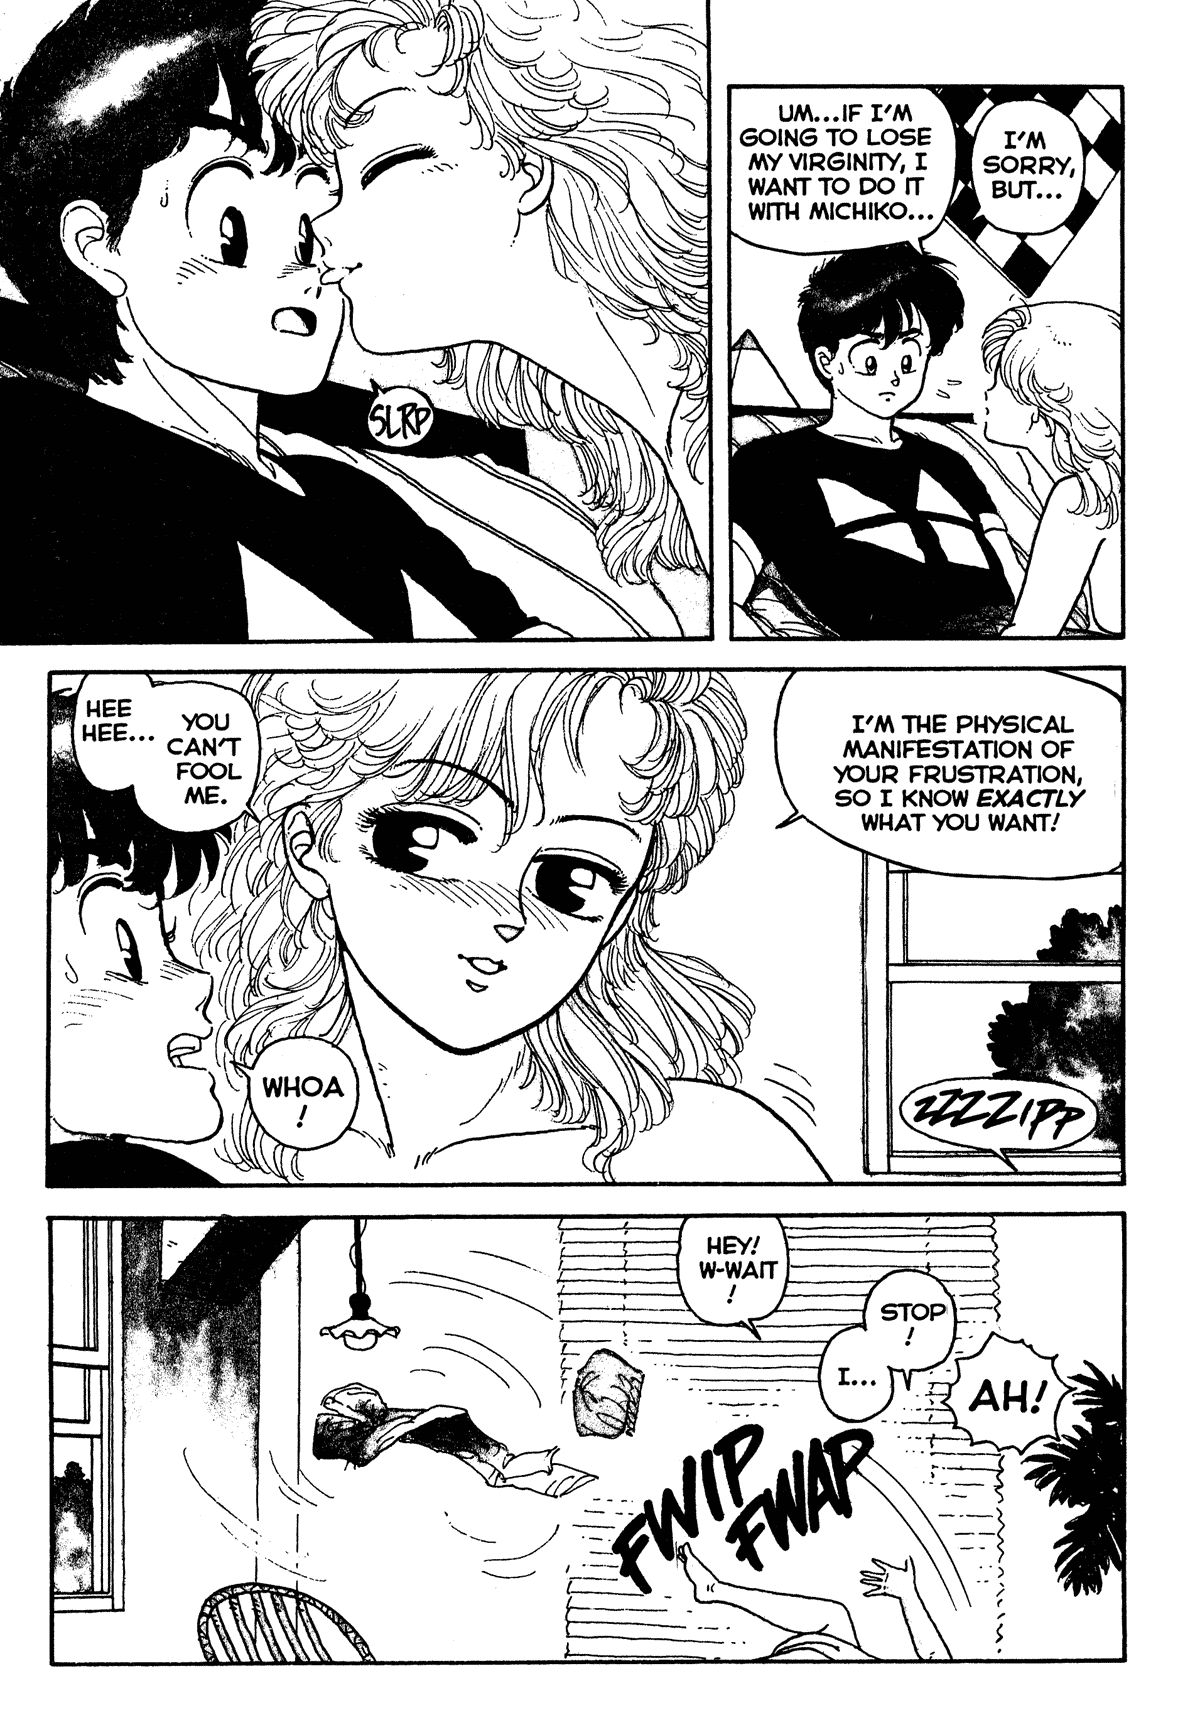 SLRP
UM...IF I'M
GOING TO LOSE
MY VIRGINITY, I
WANT TO DO IT
WITH MICHIKO...
I'M
SORRY,
BUT...
HEE
HEE...
YOU
CAN'T
FOOL
ME.
I'M THE PHYSICAL
MANIFESTATION OF
YOUR FRUSTRATION,
SO I KNOW EXACTLY
WHAT YOU WANT!
WHOA
!
ZZZZIPP
HEY!
W-WAIT
!
STOP
!
I...
AH!
FWIP
FWAP